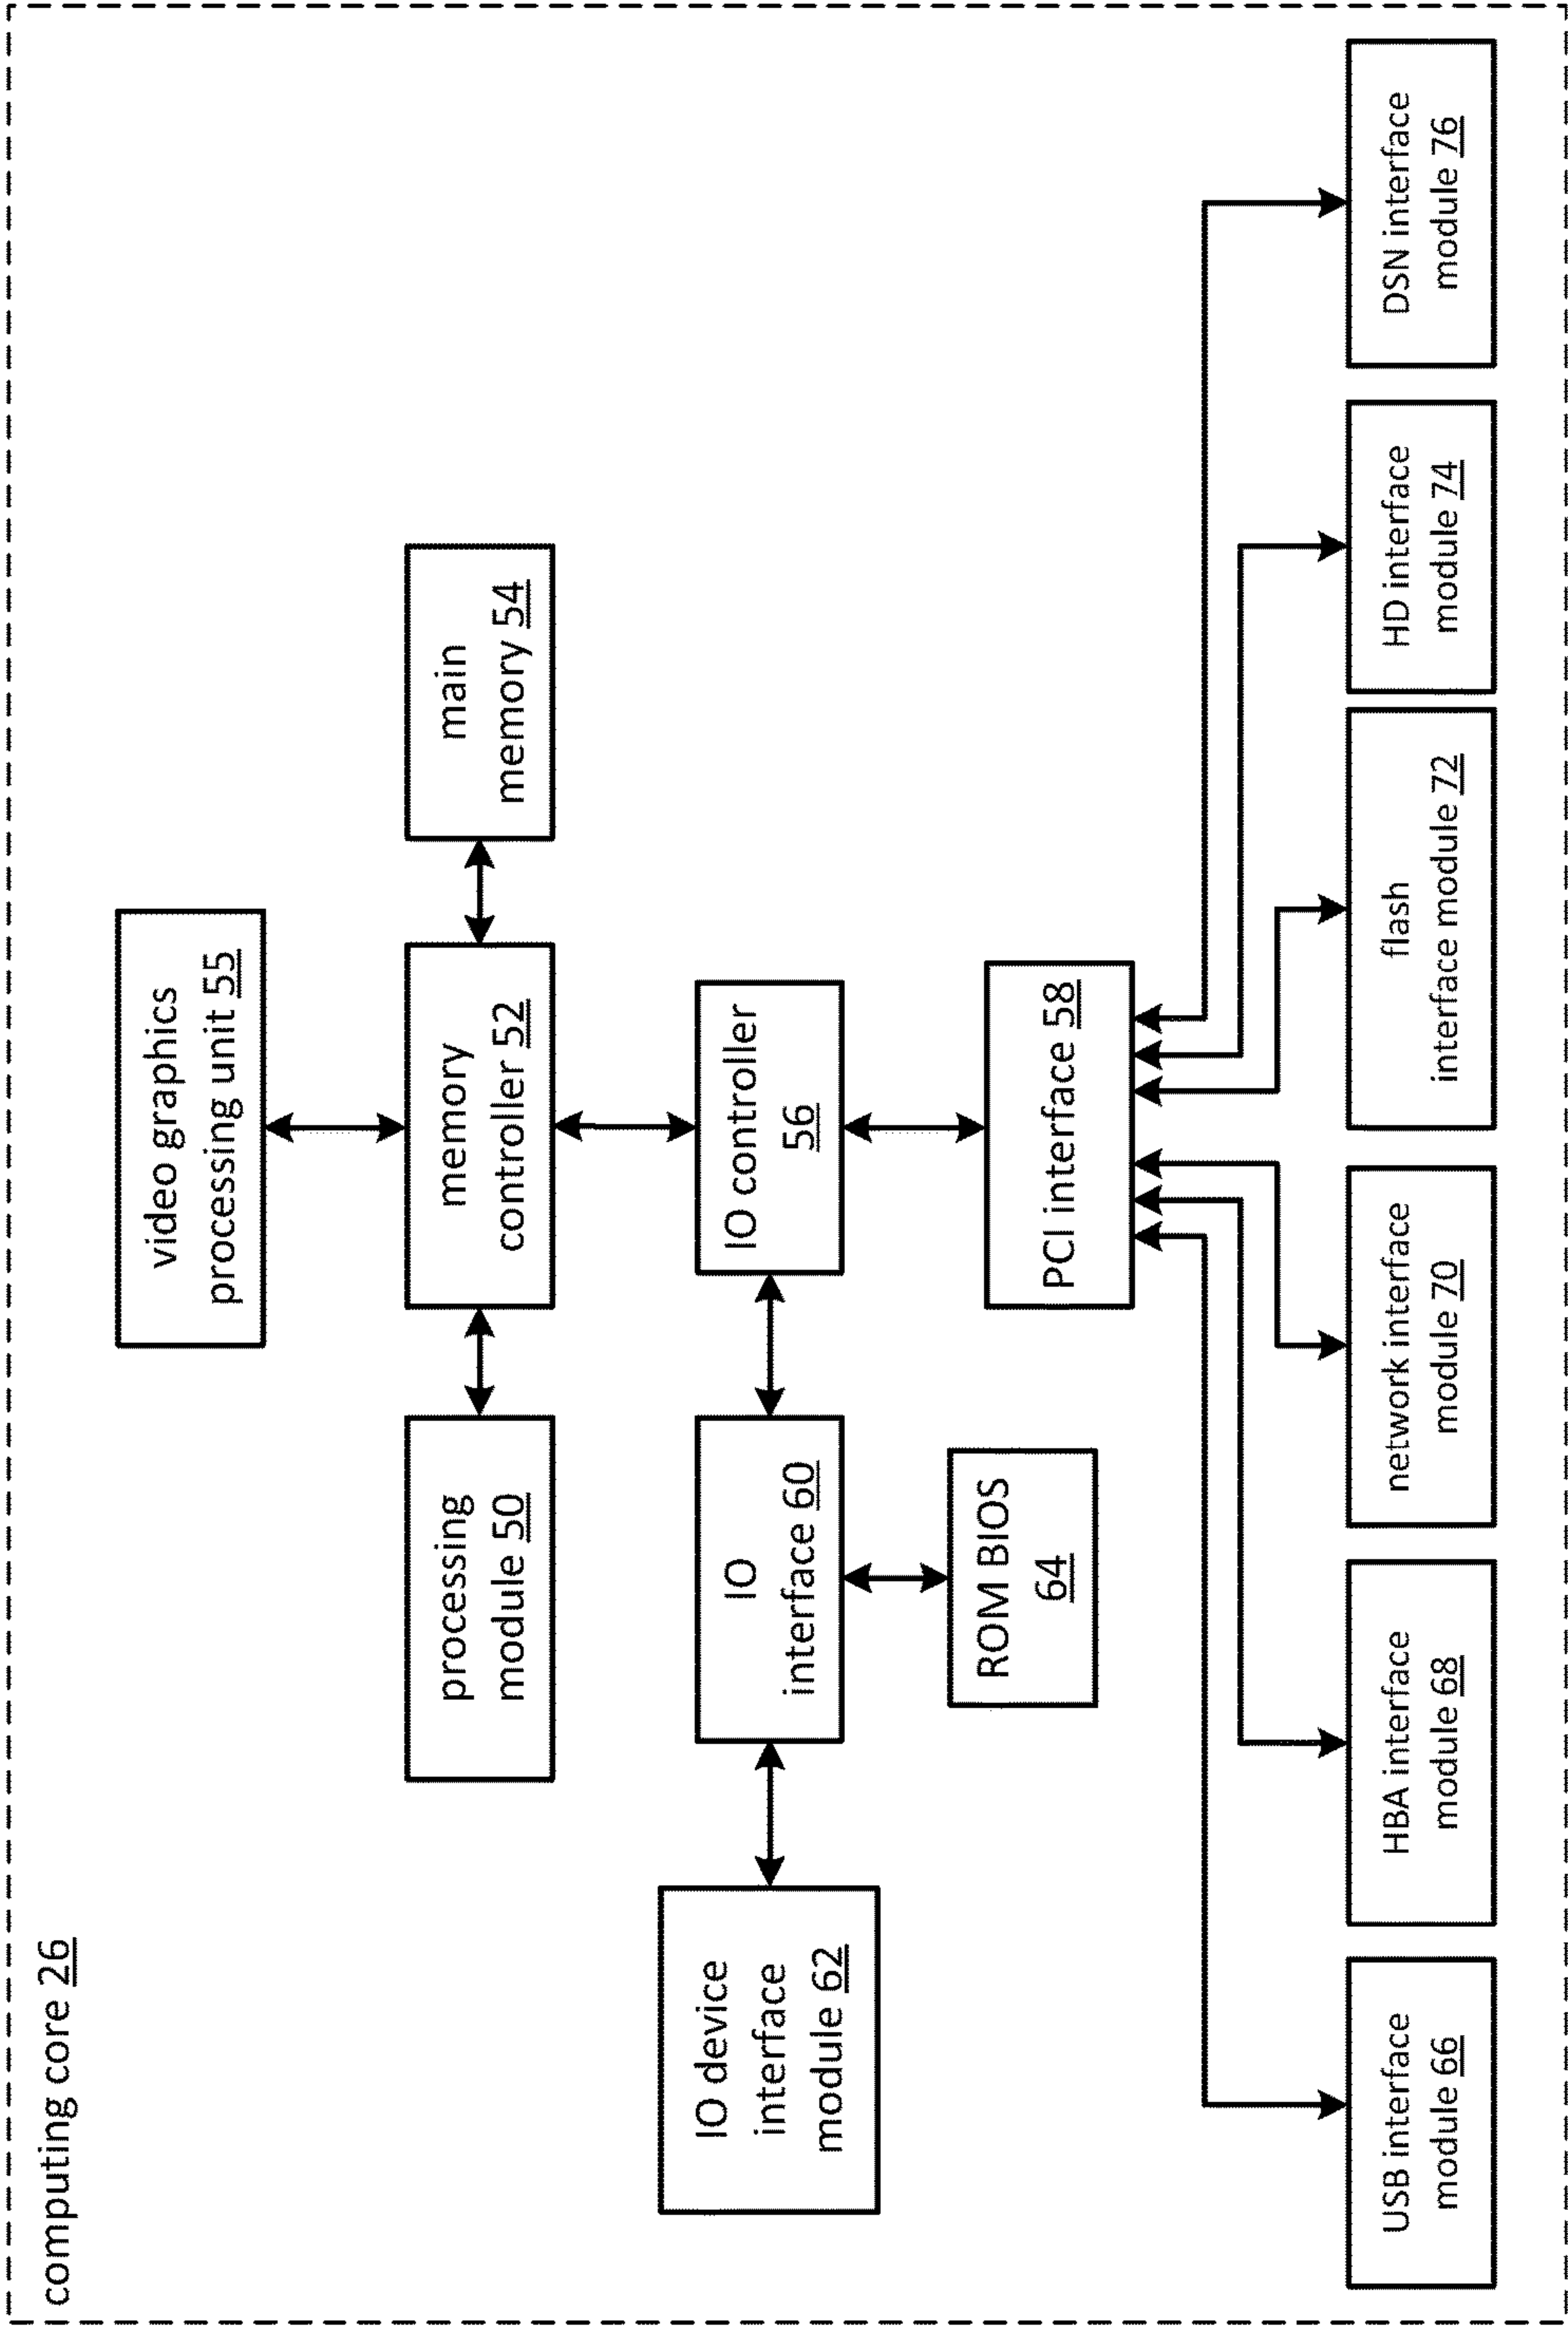 computing core 26
video graphics
processing unit 55
processing
module 50
memory
controller 52
main
memory 54
IO device
interface
module 62
IO
interface 60
IO controller
56
ROM BIOS
64
PCI interface 58
USB interface
module 66
HBA interface
module 68
network interface
module 70
flash
interface module 72
HD interface
module 74
DSN interface
module 76